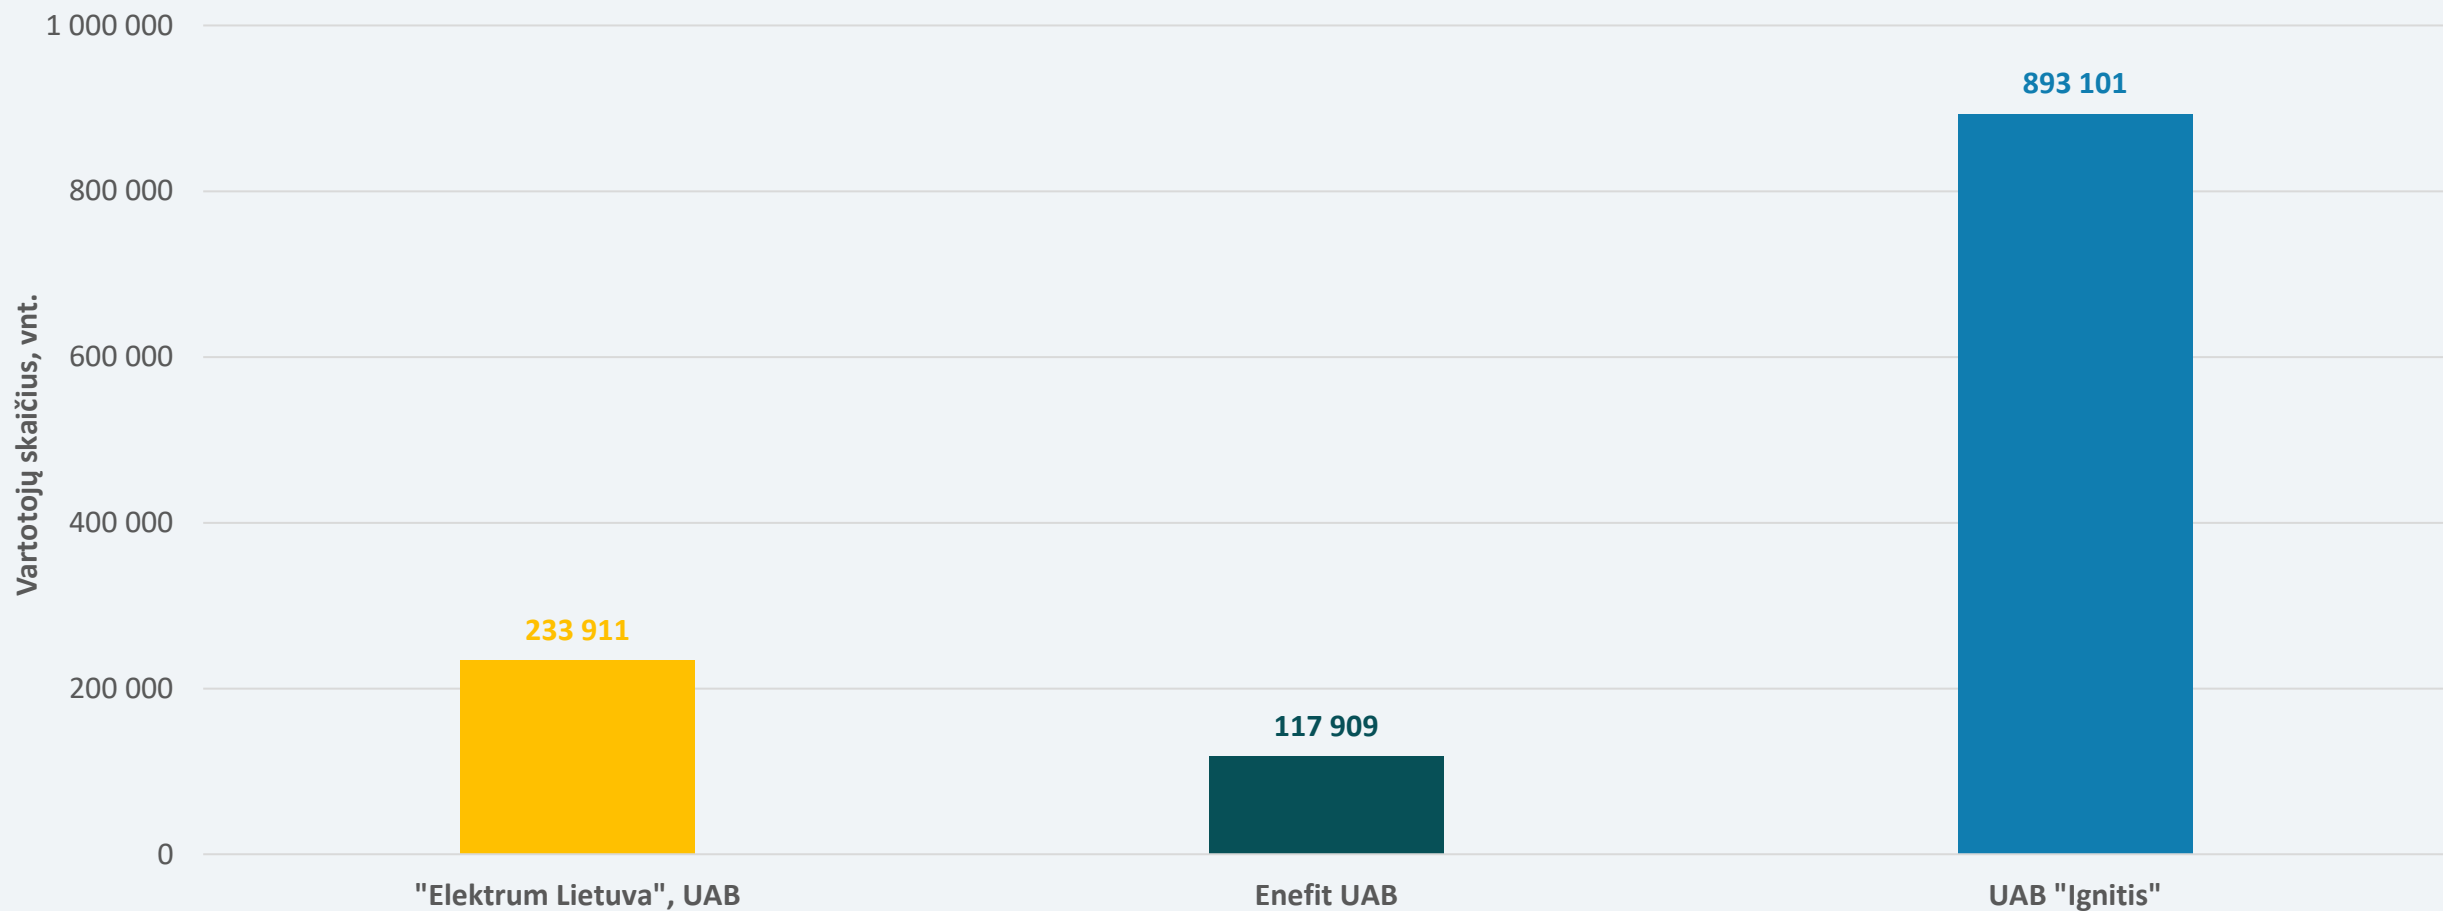 Vartotojų skaičius, vnt.
1 000 000
800 000
600 000
400 000
200 000
0
893 101
233 911
117 909
"Elektrum Lietuva", UAB
Enefit UAB
UAB "Ignitis"